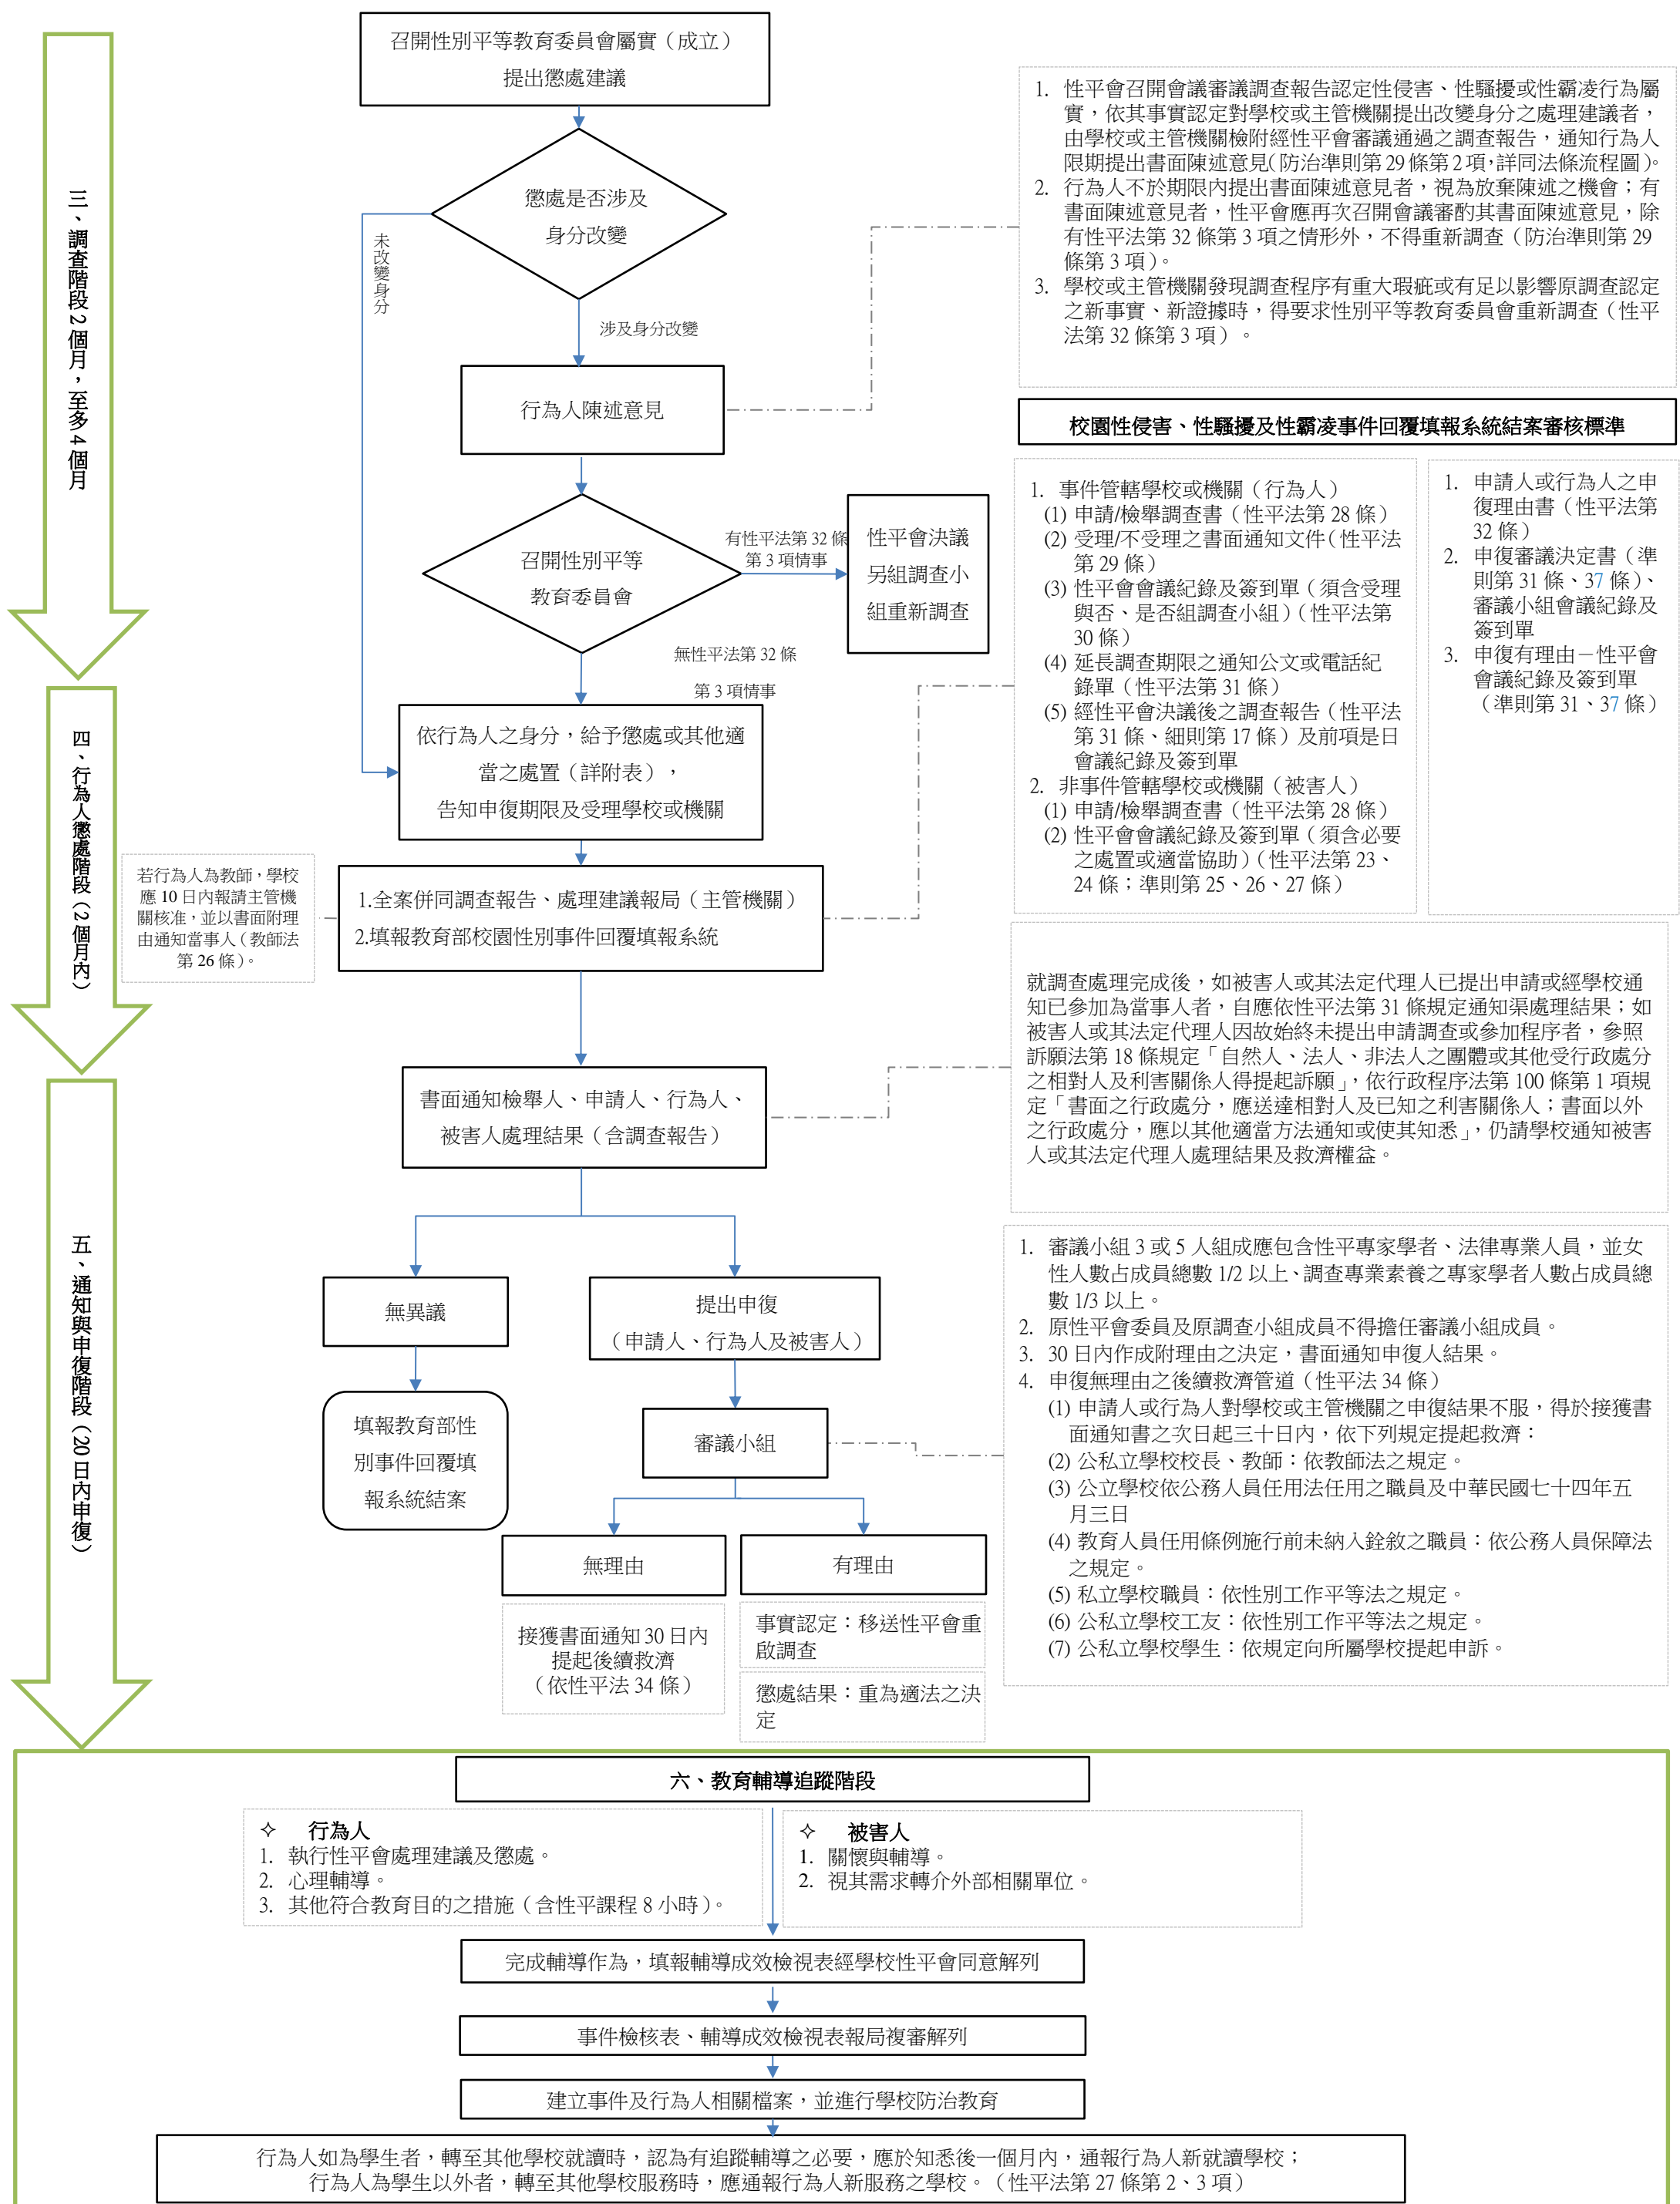 三、調查階段2個月，至多4個月
召開性別平等教育委員會屬實（成立）
提出懲處建議
懲處是否涉及
身分改變
未改變身分
涉及身分改變
行為人陳述意見
召開性別平等
教育委員會
有性平法第 32 條
第 3 項情事
性平會決議
另組調查小
組重新調查
無性平法第 32 條
第 3 項情事
1. 性平會召開會議審議調查報告認定性侵害、性騷擾或性霸凌行為屬
實，依其事實認定對學校或主管機關提出改變身分之處理建議者，
由學校或主管機關檢附經性平會審議通過之調查報告，通知行為人
限期提出書面陳述意見(防治準則第 29 條第 2 項，詳同法條流程圖)。
2. 行為人不於期限內提出書面陳述意見者，視為放棄陳述之機會；有
書面陳述意見者，性平會應再次召開會議審酌其書面陳述意見，除
有性平法第 32 條第 3 項之情形外，不得重新調查（防治準則第 29
條第 3 項）。
3. 學校或主管機關發現調查程序有重大瑕疵或有足以影響原調查認定
之新事實、新證據時，得要求性別平等教育委員會重新調查（性平
法第 32 條第 3 項）。
校園性侵害、性騷擾及性霸凌事件回覆填報系統結案審核標準
1. 事件管轄學校或機關（行為人）
(1) 申請/檢舉調查書（性平法第 28 條）
(2) 受理/不受理之書面通知文件（性平法
第 29 條）
(3) 性平會會議紀錄及簽到單（須含受理
與否、是否組調查小組）（性平法第
30 條）
(4) 延長調查期限之通知公文或電話紀
錄單（性平法第 31 條）
(5) 經性平會決議後之調查報告（性平法
第 31 條、細則第 17 條）及前項是日
會議紀錄及簽到單
2. 非事件管轄學校或機關（被害人）
(1) 申請/檢舉調查書（性平法第 28 條）
(2) 性平會會議紀錄及簽到單（須含必要
之處置或適當協助）（性平法第 23、
24 條；準則第 25、26、27 條）
1. 申請人或行為人之申
復理由書（性平法第
32 條）
2. 申復審議決定書（準
則第 31 條、37 條）、
審議小組會議紀錄及
簽到單
3. 申復有理由－性平會
會議紀錄及簽到單
（準則第 31、37 條）
四、行為人懲處階段（2個月內）
依行為人之身分，給予懲處或其他適
當之處置（詳附表），
告知申復期限及受理學校或機關
若行為人為教師，學校
應 10 日內報請主管機
關核准，並以書面附理
由通知當事人（教師法
第 26 條）。
1.全案併同調查報告、處理建議報局（主管機關）
2.填報教育部校園性別事件回覆填報系統
五、通知與申復階段（20日內申復）
書面通知檢舉人、申請人、行為人、
被害人處理結果（含調查報告）
就調查處理完成後，如被害人或其法定代理人已提出申請或經學校通
知已參加為當事人者，自應依性平法第 31 條規定通知渠處理結果；如
被害人或其法定代理人因故始終未提出申請調查或參加程序者，參照
訴願法第 18 條規定「自然人、法人、非法人之團體或其他受行政處分
之相對人及利害關係人得提起訴願」，依行政程序法第 100 條第 1 項規
定「書面之行政處分，應送達相對人及已知之利害關係人；書面以外
之行政處分，應以其他適當方法通知或使其知悉」，仍請學校通知被害
人或其法定代理人處理結果及救濟權益。
無異議
提出申復
（申請人、行為人及被害人）
填報教育部性
別事件回覆填
報系統結案
審議小組
無理由
有理由
接獲書面通知 30 日內
提起後續救濟
（依性平法 34 條）
事實認定：移送性平會重
啟調查
懲處結果：重為適法之決
定
1. 審議小組 3 或 5 人組成應包含性平專家學者、法律專業人員，並女
性人數占成員總數 1/2 以上、調查專業素養之專家學者人數占成員總
數 1/3 以上。
2. 原性平會委員及原調查小組成員不得擔任審議小組成員。
3. 30 日內作成附理由之決定，書面通知申復人結果。
4. 申復無理由之後續救濟管道（性平法 34 條）
(1) 申請人或行為人對學校或主管機關之申復結果不服，得於接獲書
面通知書之次日起三十日內，依下列規定提起救濟：
(2) 公私立學校校長、教師：依教師法之規定。
(3) 公立學校依公務人員任用法任用之職員及中華民國七十四年五
月三日
(4) 教育人員任用條例施行前未納入銓敘之職員：依公務人員保障法
之規定。
(5) 私立學校職員：依性別工作平等法之規定。
(6) 公私立學校工友：依性別工作平等法之規定。
(7) 公私立學校學生：依規定向所屬學校提起申訴。
六、教育輔導追蹤階段
✧ 行為人
1. 執行性平會處理建議及懲處。
2. 心理輔導。
3. 其他符合教育目的之措施（含性平課程 8 小時）。
✧ 被害人
1. 關懷與輔導。
2. 視其需求轉介外部相關單位。
完成輔導作為，填報輔導成效檢視表經學校性平會同意解列
事件檢核表、輔導成效檢視表報局複審解列
建立事件及行為人相關檔案，並進行學校防治教育
行為人如為學生者，轉至其他學校就讀時，認為有追蹤輔導之必要，應於知悉後一個月內，通報行為人新就讀學校；
行為人為學生以外者，轉至其他學校服務時，應通報行為人新服務之學校。（性平法第 27 條第 2、3 項）